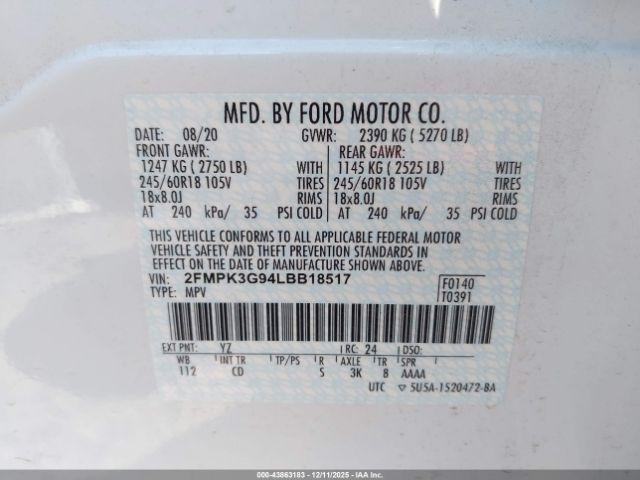 MFD. BY FORD MOTOR CO.
DATE: 08/20 GVWR: 2390 KG ( 5270 LB)
FRONT GAWR: REAR GAWR:
1247 KG ( 2750 LB) WITH 1145 KG ( 2525 LB) WITH
245/60R18 105V TIRES 245/60R18 105V TIRES
18x8.0J RIMS 18x8.0J RIMS
AT 240 kPa/ 35 PSI COLD AT 240 kPa/ 35 PSI COLD
THIS VEHICLE CONFORMS TO ALL APPLICABLE FEDERAL MOTOR
VEHICLE SAFETY AND THEFT PREVENTION STANDARDS IN
EFFECT ON THE DATE OF MANUFACTURE SHOWN ABOVE.
VIN: 2FMPK3G94LBB18517 F0140
TYPE: MPV T0391
EXT PNT: YZ RC: 24 DSO:
WB INT TR TP/PS R AXLE TR SPR
112 CD S 3K 8 AAAA
UTC ▽ 5U5A-1520472-BA
000-43863183 - 12/11/2025 - IAAI.COM